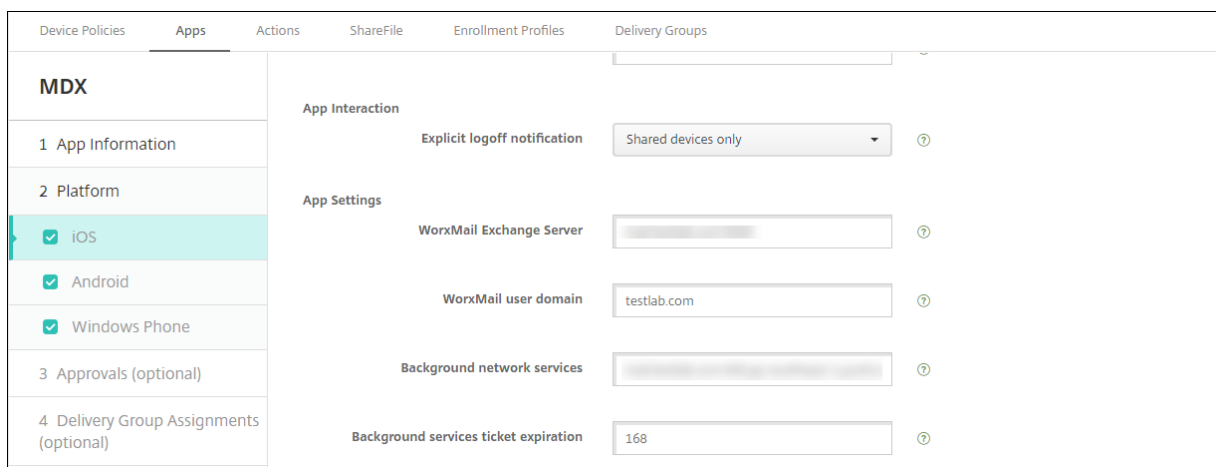 Device Policies Apps Actions ShareFile Enrollment Profiles Delivery Groups
MDX
1 App Information
2 Platform
iOS
Android
Windows Phone
3 Approvals (optional)
4 Delivery Group Assignments
(optional)
App Interaction
Explicit logoff notification Shared devices only
App Settings
WorxMail Exchange Server
WorxMail user domain testlab.com
Background network services
Background services ticket expiration 168